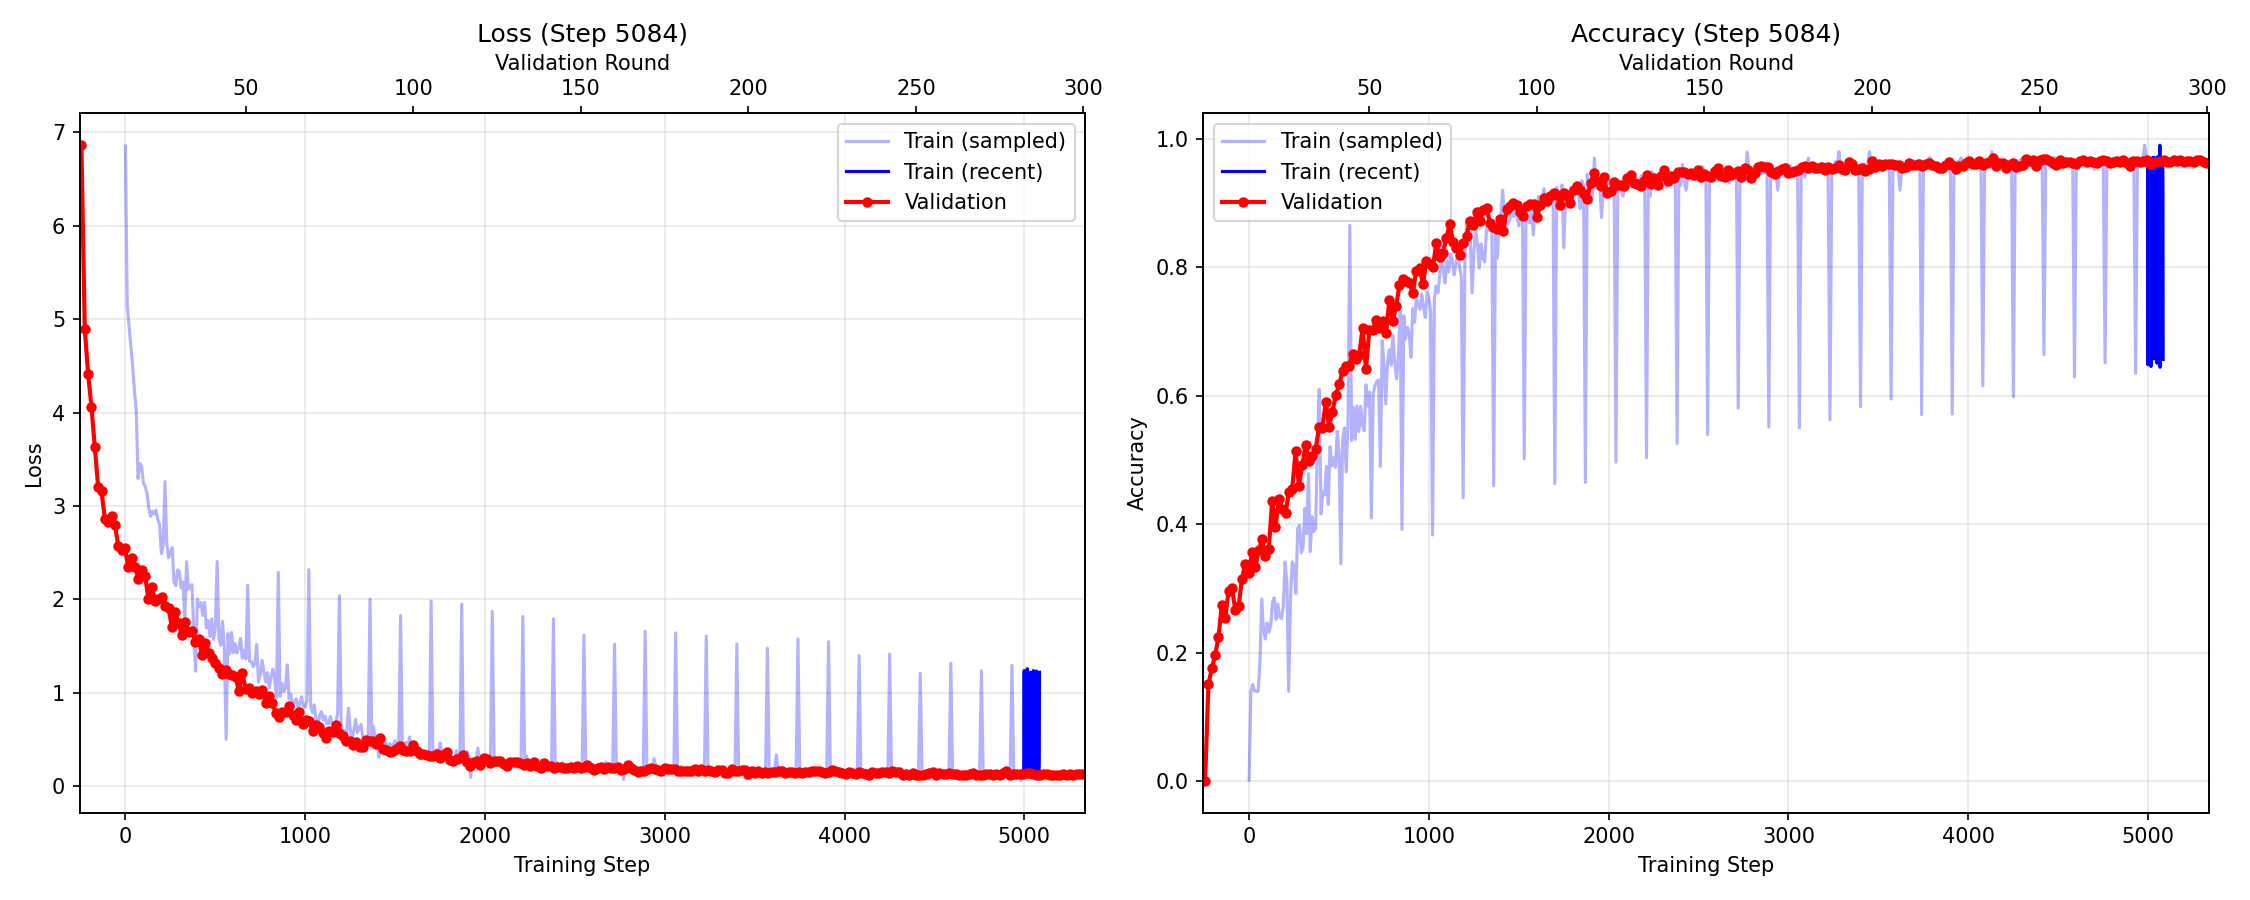 Loss (Step 5084)
Validation Round
50 100 150 200 250 300
Train (sampled)
Train (recent)
Validation
7
6
5
4
3
2
1
0
Loss
0 1000 2000 3000 4000 5000
Training Step
Accuracy (Step 5084)
Validation Round
50 100 150 200 250 300
Train (sampled)
Train (recent)
Validation
1.0
0.8
0.6
0.4
0.2
0.0
Accuracy
0 1000 2000 3000 4000 5000
Training Step